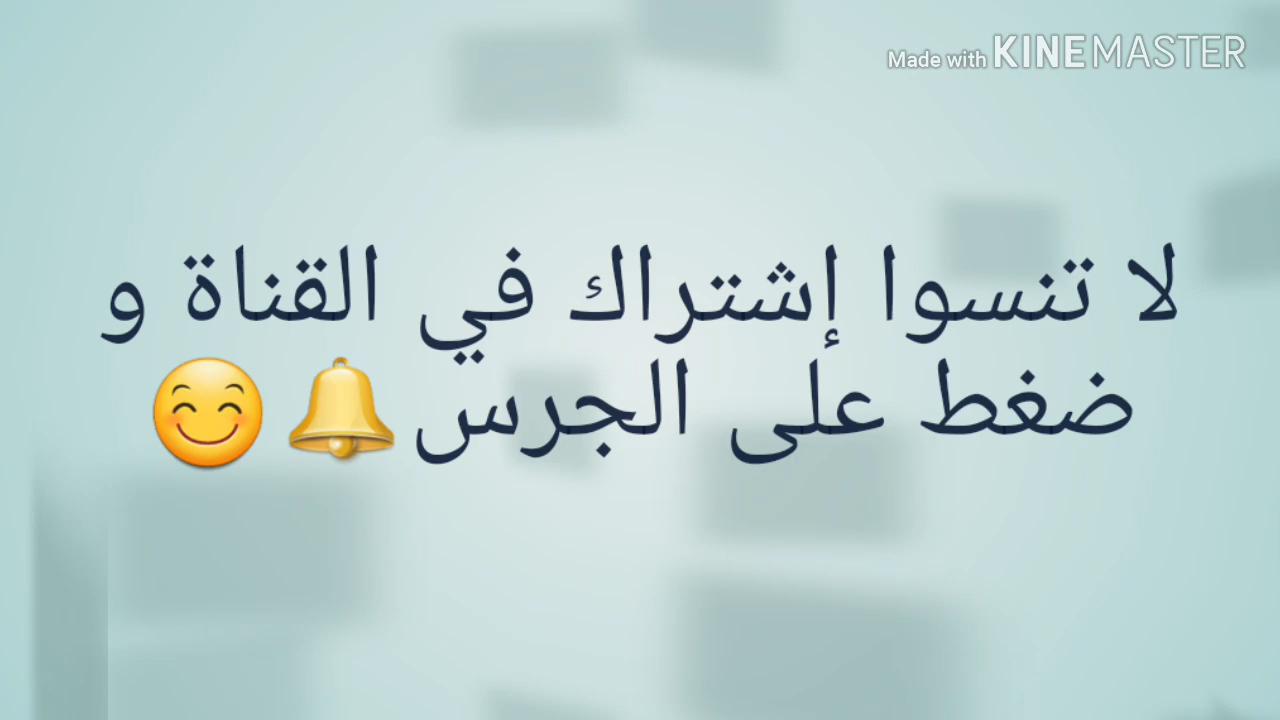 Made with KINEMASTER
لا تنسوا إشتراك في القناة و
ضغط على الجرس🔔😊